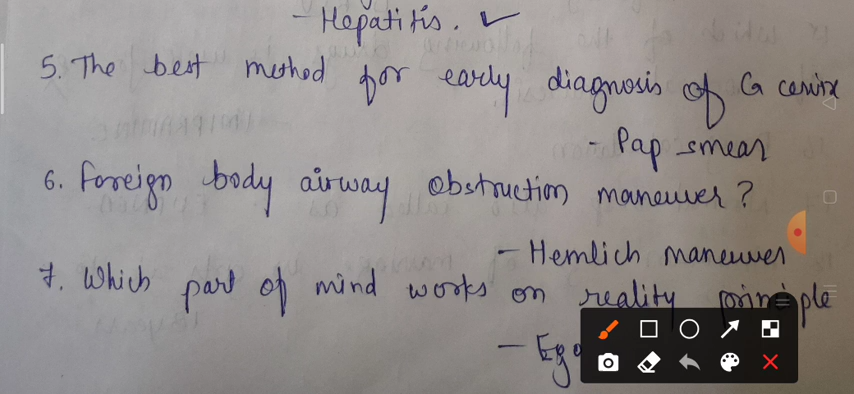 - Hepatitis. ✓
5. The best method for early diagnosis of Ca cervix
- Pap smear
6. Foreign body airway obstruction maneuver ?
- Hemlich maneuver
7. Which part of mind works on reality principle
- Ego